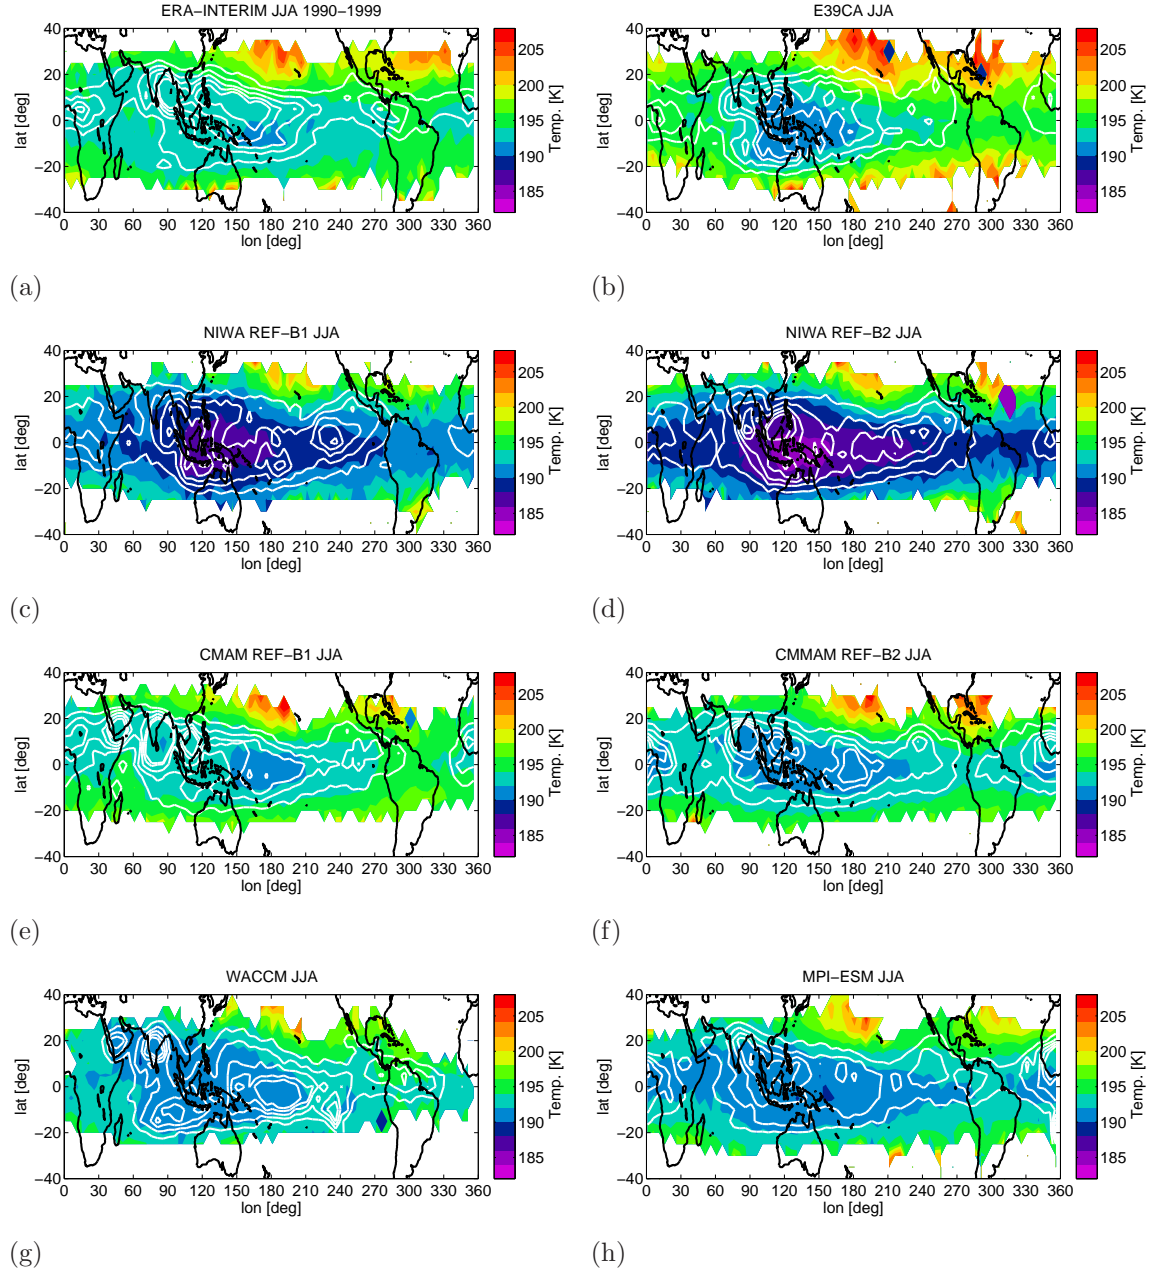 ERA−INTERIM JJA 1990−1999
E39CA JJA
40
20
0
−20
−40
lat [deg]
0 30 60 90 120 150 180 210 240 270 300 330 360
lon [deg]
205
200
195
190
185
Temp. [K]
40
20
0
−20
−40
lat [deg]
0 30 60 90 120 150 180 210 240 270 300 330 360
lon [deg]
205
200
195
190
185
Temp. [K]
(a)
(b)
NIWA REF−B1 JJA
NIWA REF−B2 JJA
40
20
0
−20
−40
lat [deg]
0 30 60 90 120 150 180 210 240 270 300 330 360
lon [deg]
205
200
195
190
185
Temp. [K]
40
20
0
−20
−40
lat [deg]
0 30 60 90 120 150 180 210 240 270 300 330 360
lon [deg]
205
200
195
190
185
Temp. [K]
(c)
(d)
CMAM REF−B1 JJA
CMMAM REF−B2 JJA
40
20
0
−20
−40
lat [deg]
0 30 60 90 120 150 180 210 240 270 300 330 360
lon [deg]
205
200
195
190
185
Temp. [K]
40
20
0
−20
−40
lat [deg]
0 30 60 90 120 150 180 210 240 270 300 330 360
lon [deg]
205
200
195
190
185
Temp. [K]
(e)
(f)
WACCM JJA
MPI−ESM JJA
40
20
0
−20
−40
lat [deg]
0 30 60 90 120 150 180 210 240 270 300 330 360
lon [deg]
205
200
195
190
185
Temp. [K]
40
20
0
−20
−40
lat [deg]
0 30 60 90 120 150 180 210 240 270 300 330 360
lon [deg]
205
200
195
190
185
Temp. [K]
(g)
(h)